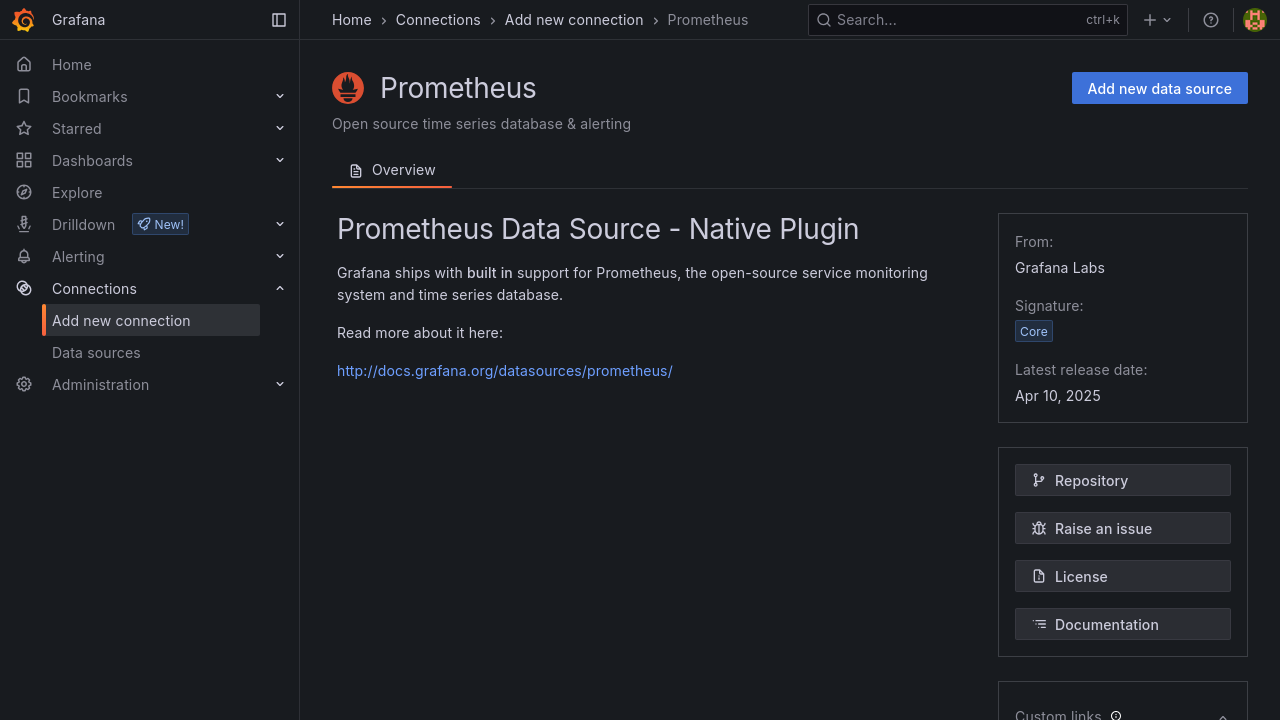 Grafana
Home
Bookmarks
Starred
Dashboards
Explore
Drilldown
New!
Alerting
Connections
Add new connection
Data sources
Administration
Home
Connections
Add new connection
Prometheus
Search...
ctrl+k
Prometheus
Add new data source
Open source time series database & alerting
Overview
Prometheus Data Source - Native Plugin
Grafana ships with built in support for Prometheus, the open-source service monitoring
system and time series database.
Read more about it here:
http://docs.grafana.org/datasources/prometheus/
From:
Grafana Labs
Signature:
Core
Latest release date:
Apr 10, 2025
Repository
Raise an issue
License
Documentation
Custom links